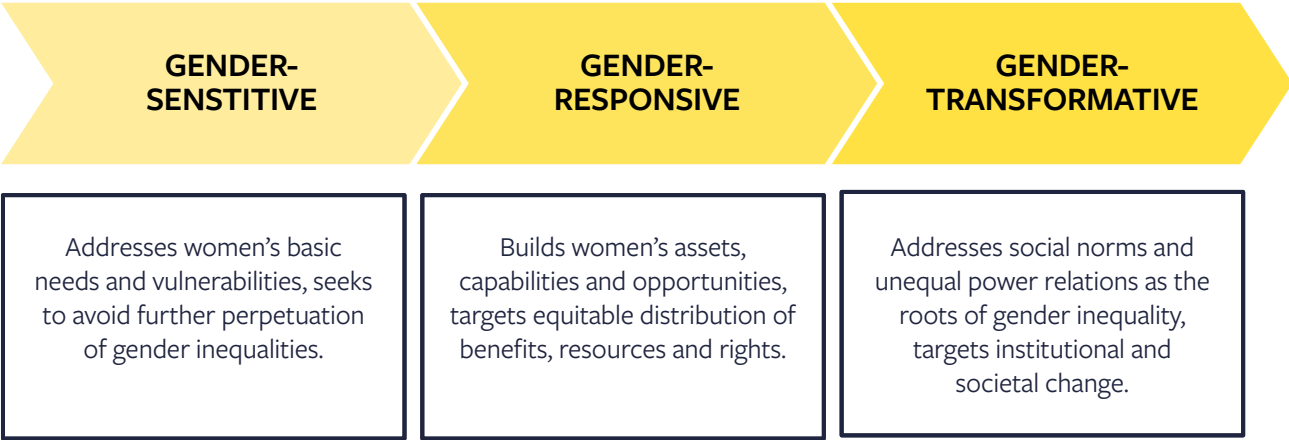 GENDER-
SENSTITIVE
GENDER-
RESPONSIVE
GENDER-
TRANSFORMATIVE
Addresses women’s basic
needs and vulnerabilities, seeks
to avoid further perpetuation
of gender inequalities.
Builds women’s assets,
capabilities and opportunities,
targets equitable distribution of
benefits, resources and rights.
Addresses social norms and
unequal power relations as the
roots of gender inequality,
targets institutional and
societal change.